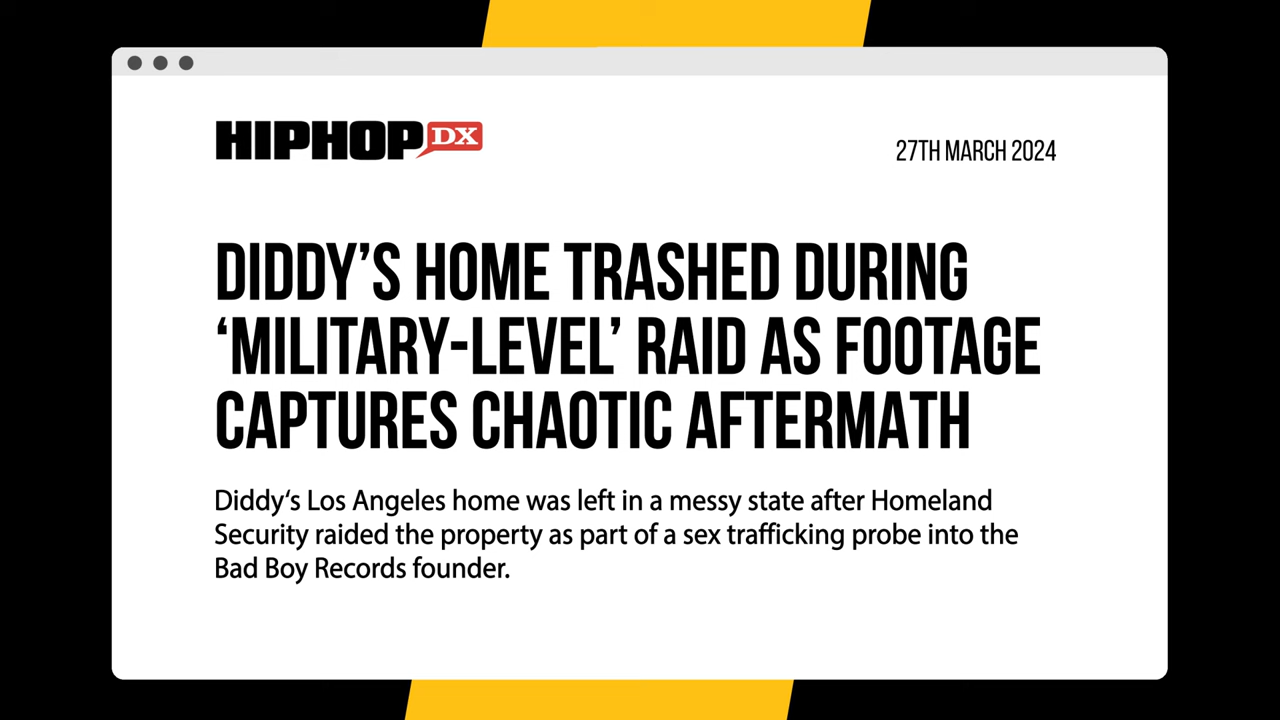 HIPHOPDX
27TH MARCH 2024
DIDDY’S HOME TRASHED DURING
‘MILITARY-LEVEL’ RAID AS FOOTAGE
CAPTURES CHAOTIC AFTERMATH
Diddy‘s Los Angeles home was left in a messy state after Homeland
Security raided the property as part of a sex trafficking probe into the
Bad Boy Records founder.